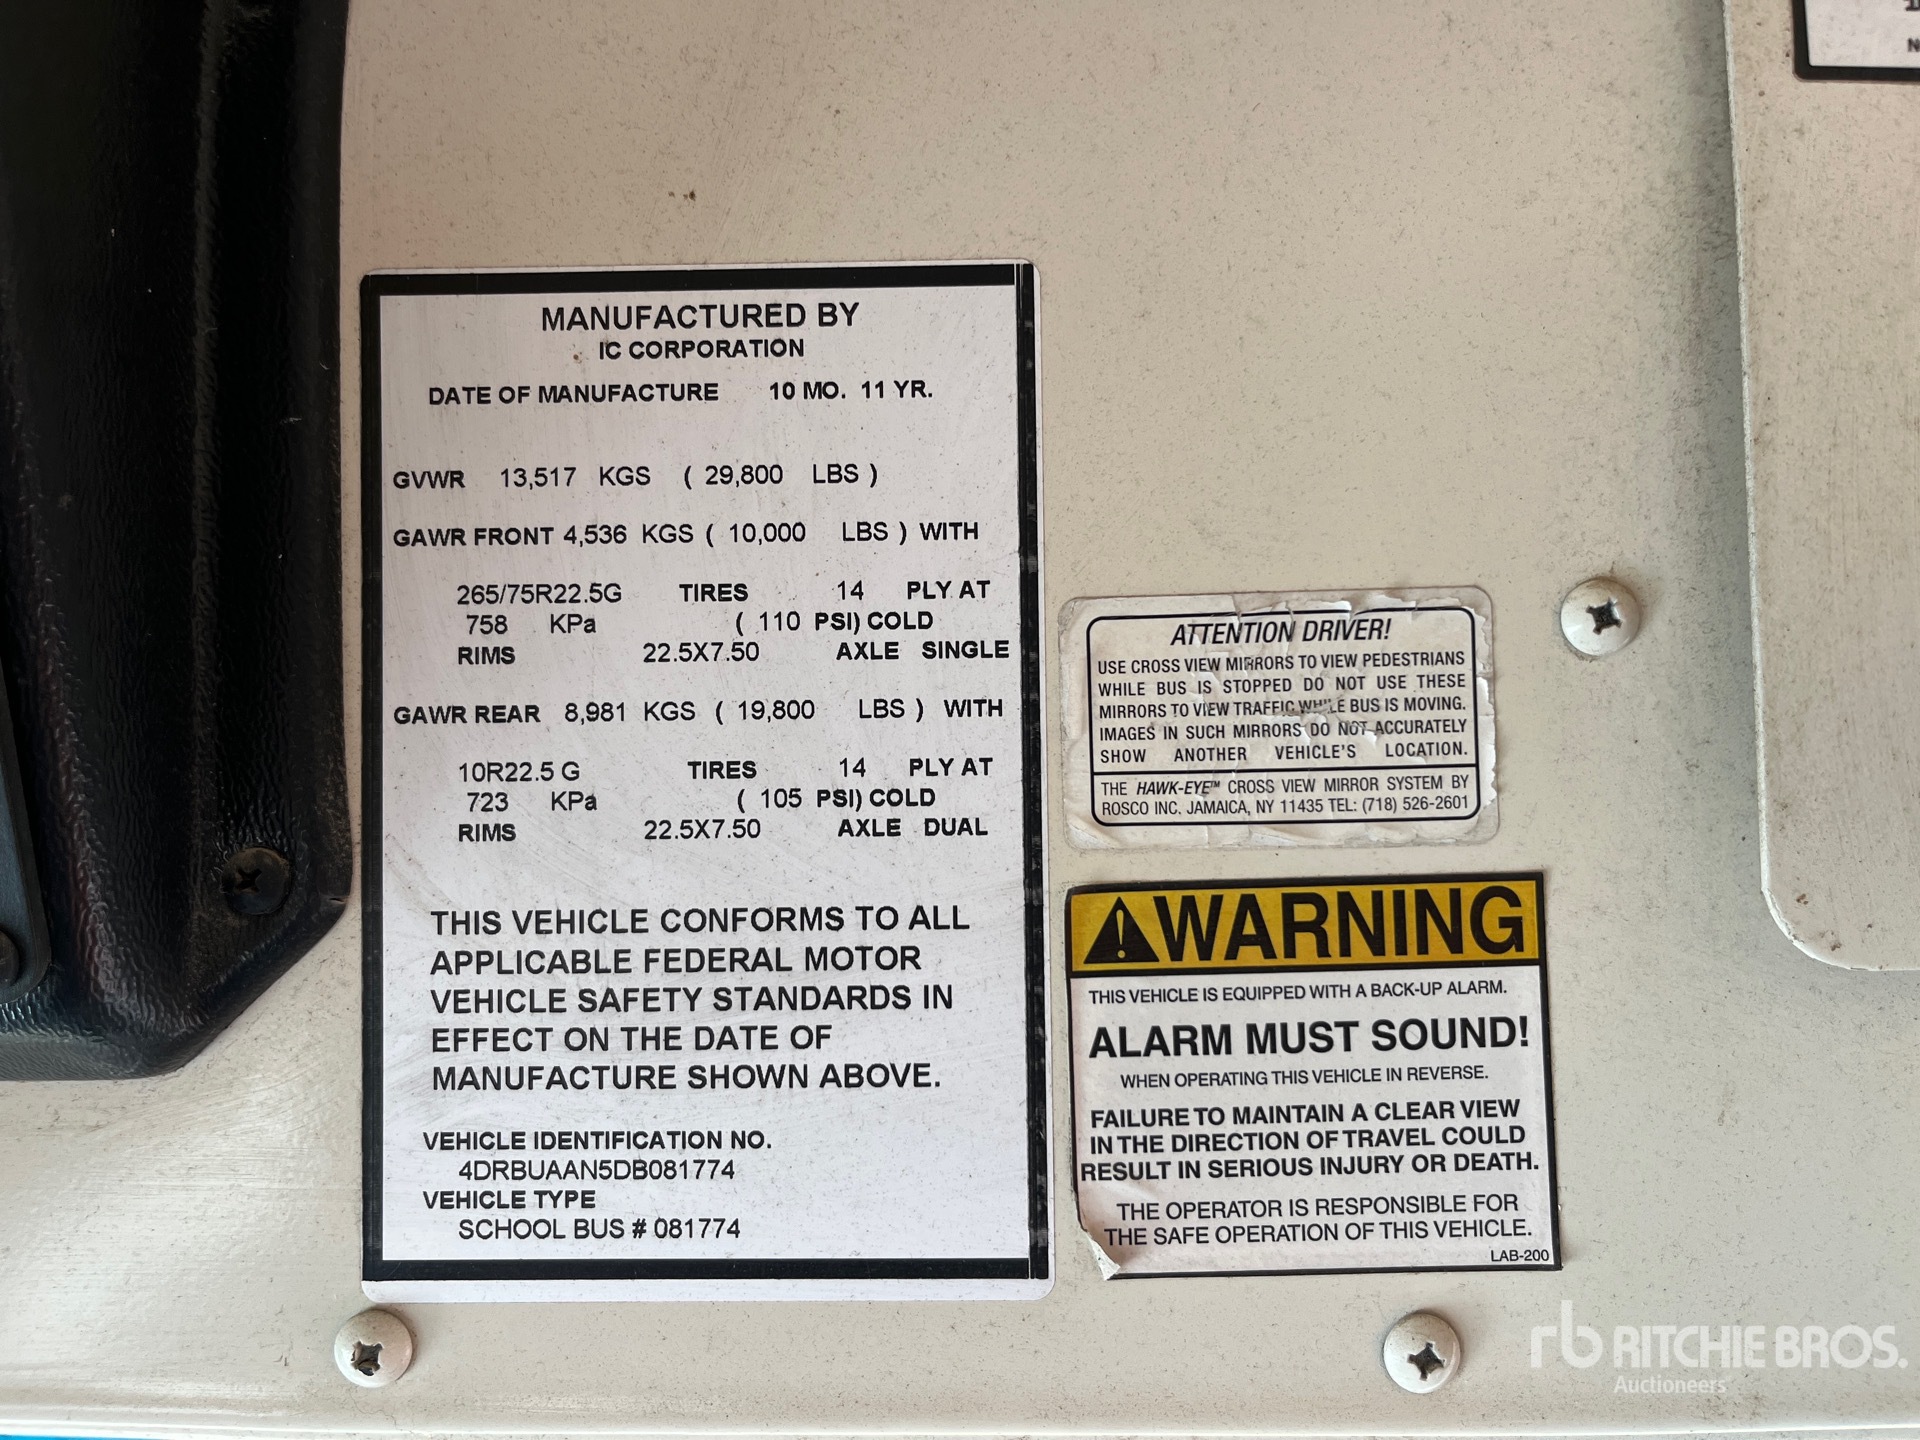 MANUFACTURED BY
IC CORPORATION
DATE OF MANUFACTURE 10 MO. 11 YR.
GVWR 13,517 KGS ( 29,800 LBS )
GAWR FRONT 4,536 KGS ( 10,000 LBS ) WITH
265/75R22.5G TIRES 14 PLY AT
758 KPa ( 110 PSI) COLD
RIMS 22.5X7.50 AXLE SINGLE
GAWR REAR 8,981 KGS ( 19,800 LBS ) WITH
10R22.5 G TIRES 14 PLY AT
723 KPa ( 105 PSI) COLD
RIMS 22.5X7.50 AXLE DUAL
THIS VEHICLE CONFORMS TO ALL
APPLICABLE FEDERAL MOTOR
VEHICLE SAFETY STANDARDS IN
EFFECT ON THE DATE OF
MANUFACTURE SHOWN ABOVE.
VEHICLE IDENTIFICATION NO.
4DRBUAAN5DB081774
VEHICLE TYPE
SCHOOL BUS # 081774
ATTENTION DRIVER!
USE CROSS VIEW MIRRORS TO VIEW PEDESTRIANS
WHILE BUS IS STOPPED DO NOT USE THESE
MIRRORS TO VIEW TRAFFIC WHILE BUS IS MOVING.
IMAGES IN SUCH MIRRORS DO NOT ACCURATELY
SHOW ANOTHER VEHICLE'S LOCATION.
THE HAWK-EYE™ CROSS VIEW MIRROR SYSTEM BY
ROSCO INC. JAMAICA, NY 11435 TEL: (718) 526-2601
WARNING
THIS VEHICLE IS EQUIPPED WITH A BACK-UP ALARM.
ALARM MUST SOUND!
WHEN OPERATING THIS VEHICLE IN REVERSE.
FAILURE TO MAINTAIN A CLEAR VIEW
IN THE DIRECTION OF TRAVEL COULD
RESULT IN SERIOUS INJURY OR DEATH.
THE OPERATOR IS RESPONSIBLE FOR
THE SAFE OPERATION OF THIS VEHICLE.
LAB-200
rb RITCHIE BROS.
Auctioneers